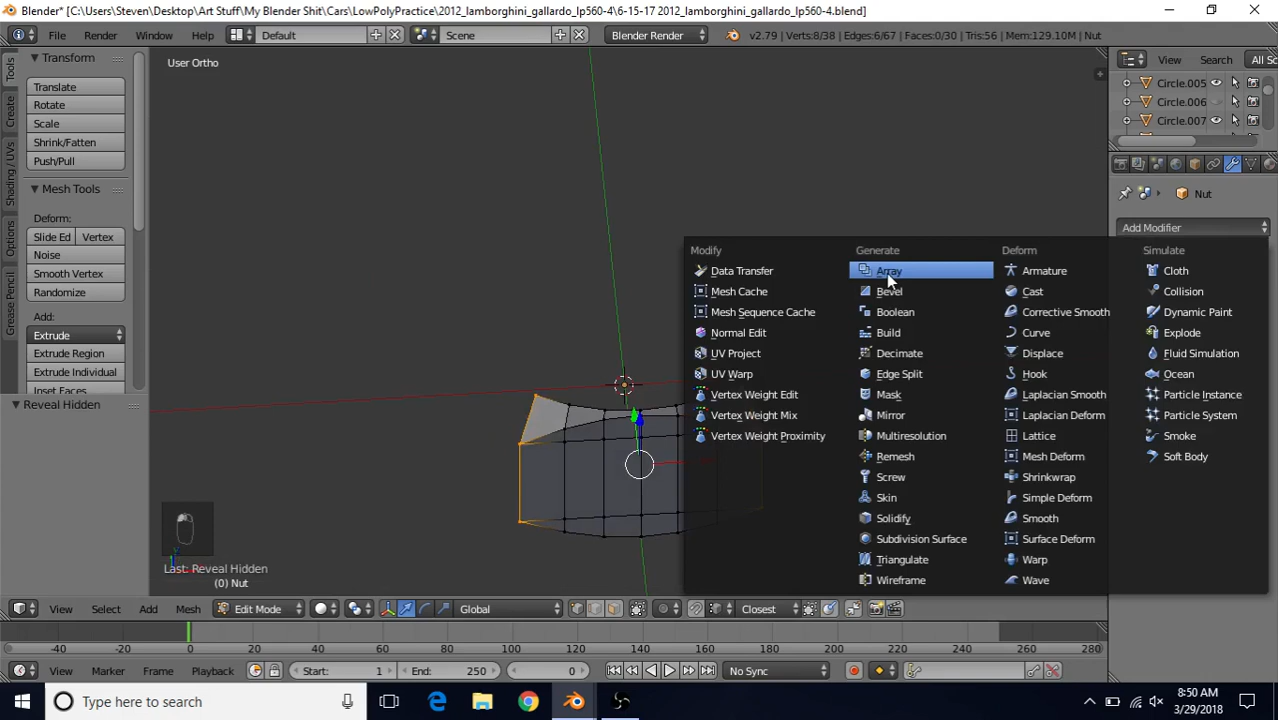 Blender* [C:\Users\Steven\Desktop\Art Stuff\My Blender Shit\Cars\LowPolyPractice\2012_lamborghini_gallardo_lp560-4\6-15-17 2012_lamborghini_gallardo_lp560-4.blend]
File Render Window Help Default Scene Blender Render v2.79 | Verts:8/38 | Edges:6/67 | Faces:0/30 | Tris:56 | Mem:129.10M | Nut
Tools
Create
Shading / UVs
Options
Grease Pencil
Transform
Translate
Rotate
Scale
Shrink/Fatten
Push/Pull
Mesh Tools
Deform:
Slide Ed Vertex
Noise
Smooth Vertex
Randomize
Add:
Extrude
Extrude Region
Extrude Individual
Inset Faces
Reveal Hidden
User Ortho
Last: Reveal Hidden
(0) Nut
View Search All Sc
Circle.005
Circle.006
Circle.007
Nut
Add Modifier
Modify
Data Transfer
Mesh Cache
Mesh Sequence Cache
Normal Edit
UV Project
UV Warp
Vertex Weight Edit
Vertex Weight Mix
Vertex Weight Proximity
Generate
Array
Bevel
Boolean
Build
Decimate
Edge Split
Mask
Mirror
Multiresolution
Remesh
Screw
Skin
Solidify
Subdivision Surface
Triangulate
Wireframe
Deform
Armature
Cast
Corrective Smooth
Curve
Displace
Hook
Laplacian Smooth
Laplacian Deform
Lattice
Mesh Deform
Shrinkwrap
Simple Deform
Smooth
Surface Deform
Warp
Wave
Simulate
Cloth
Collision
Dynamic Paint
Explode
Fluid Simulation
Ocean
Particle Instance
Particle System
Smoke
Soft Body
View Select Add Mesh Edit Mode Global Closest
-40 -20 0 20 40 60 80 100 120 140 160 180 200 220 240 260 280
View Marker Frame Playback Start: 1 End: 250 0 No Sync
Type here to search
8:50 AM
3/29/2018